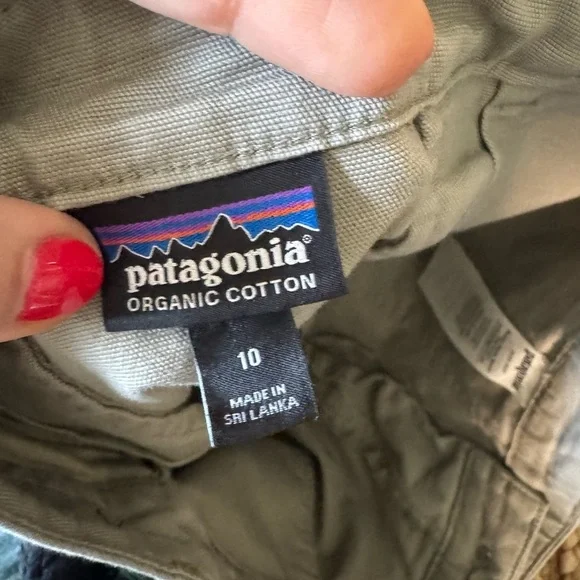 patagonia®
ORGANIC COTTON
10
MADE IN
SRI LANKA